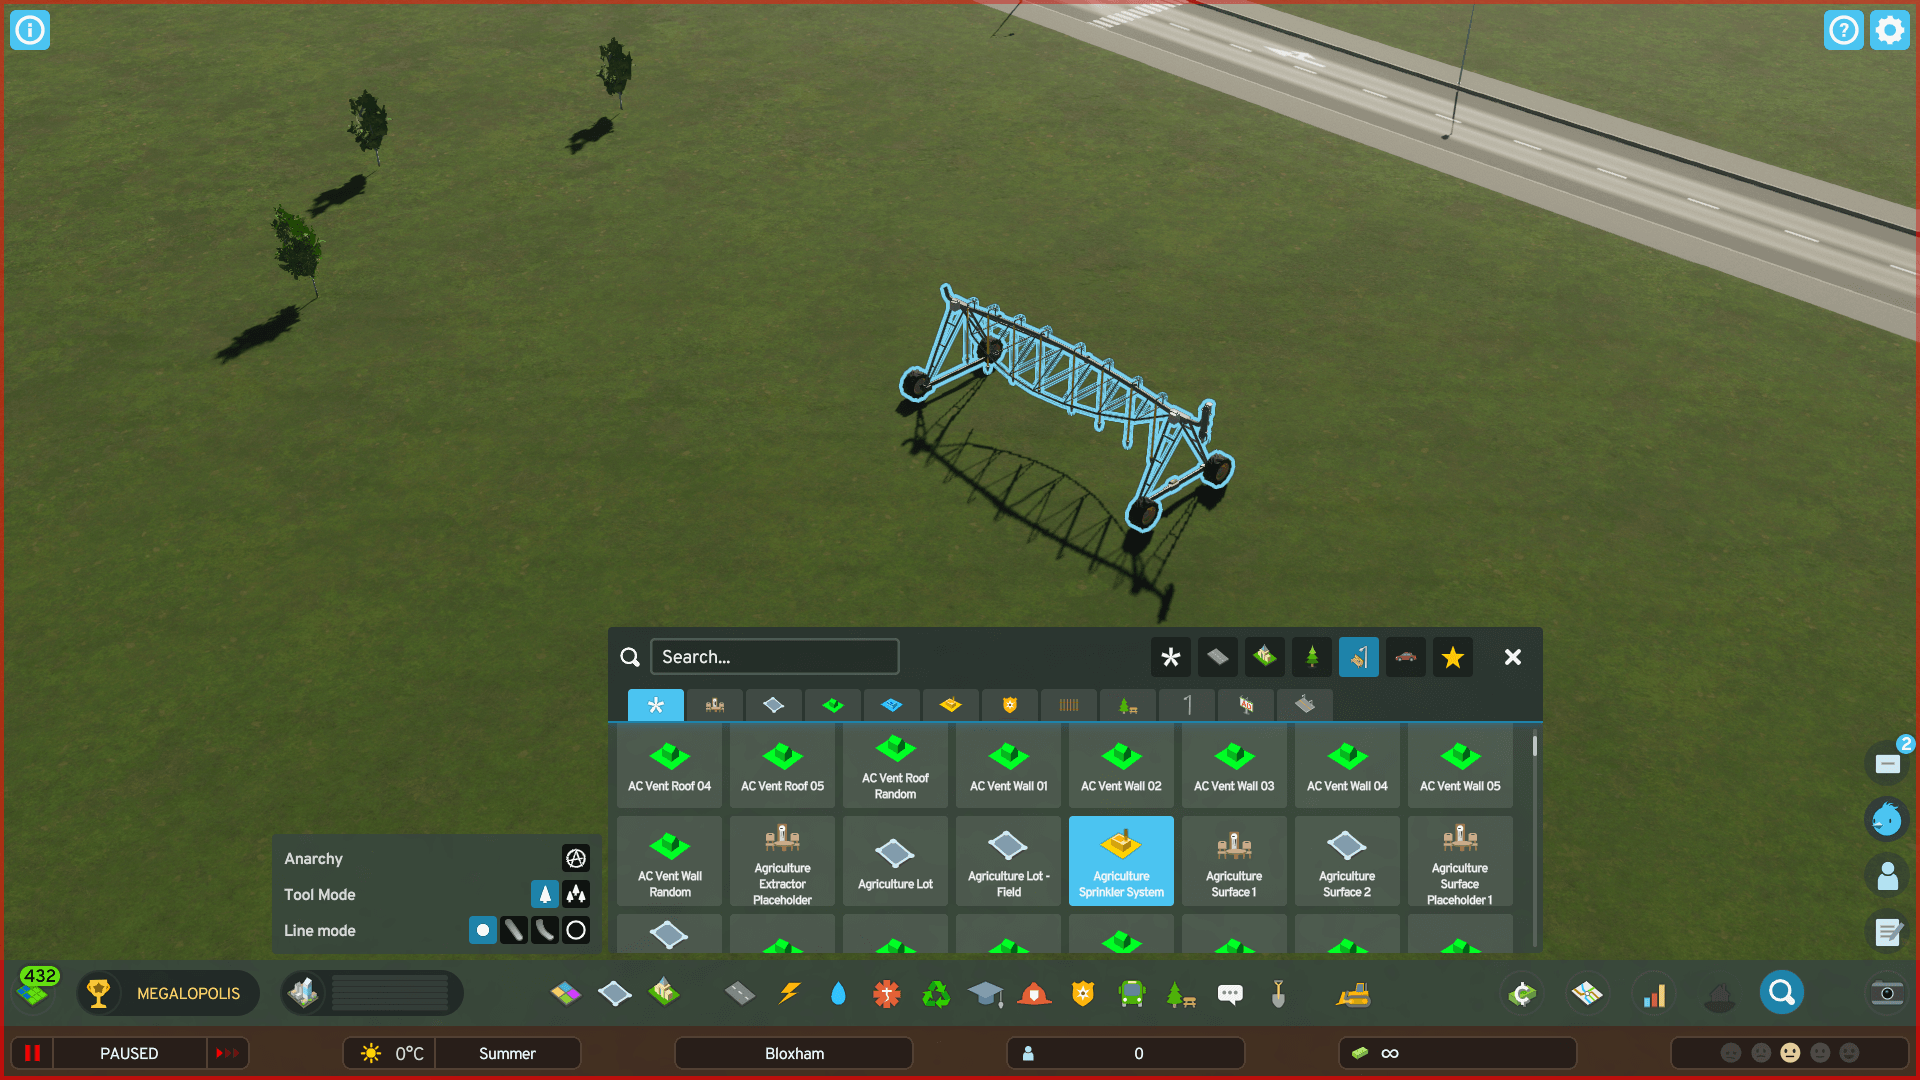 Search...
AC Vent Roof 04
AC Vent Roof 05
AC Vent Roof
Random
AC Vent Wall 01
AC Vent Wall 02
AC Vent Wall 03
AC Vent Wall 04
AC Vent Wall 05
AC Vent Wall
Random
Agriculture
Extractor
Placeholder
Agriculture Lot
Agriculture Lot -
Field
Agriculture
Sprinkler System
Agriculture
Surface 1
Agriculture
Surface 2
Agriculture
Surface
Placeholder 1
Anarchy
Tool Mode
Line mode
2
432
MEGALOPOLIS
PAUSED
0°C
Summer
Bloxham
0
∞